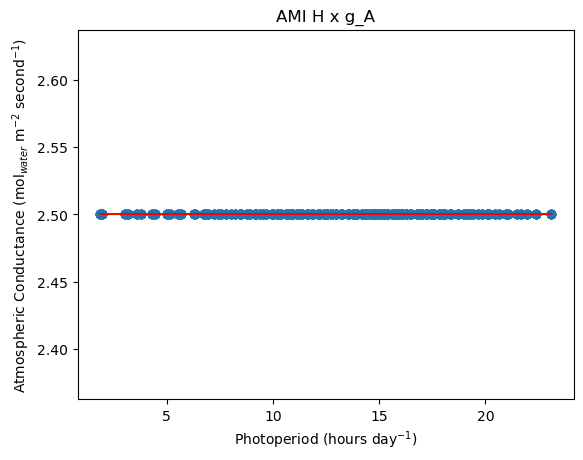 AMI H x g_A
Atmospheric Conductance (mol_water m^−2 second^−1)
2.60
2.55
2.50
2.45
2.40
5 10 15 20
Photoperiod (hours day^−1)